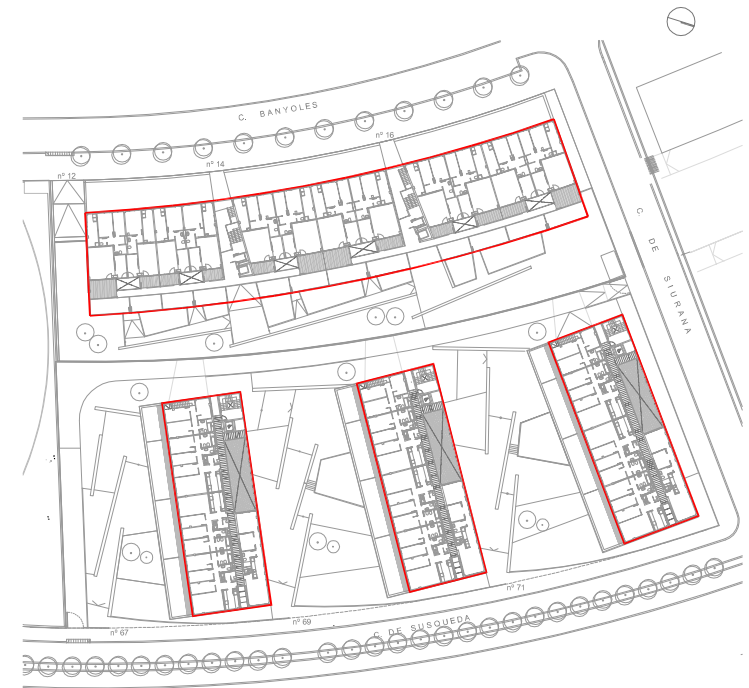 C. BANYOLES
nº 16
nº 14
nº 12
C. DE SIURANA
nº 71
nº 69
C. DE SUSQUEDA
nº 67